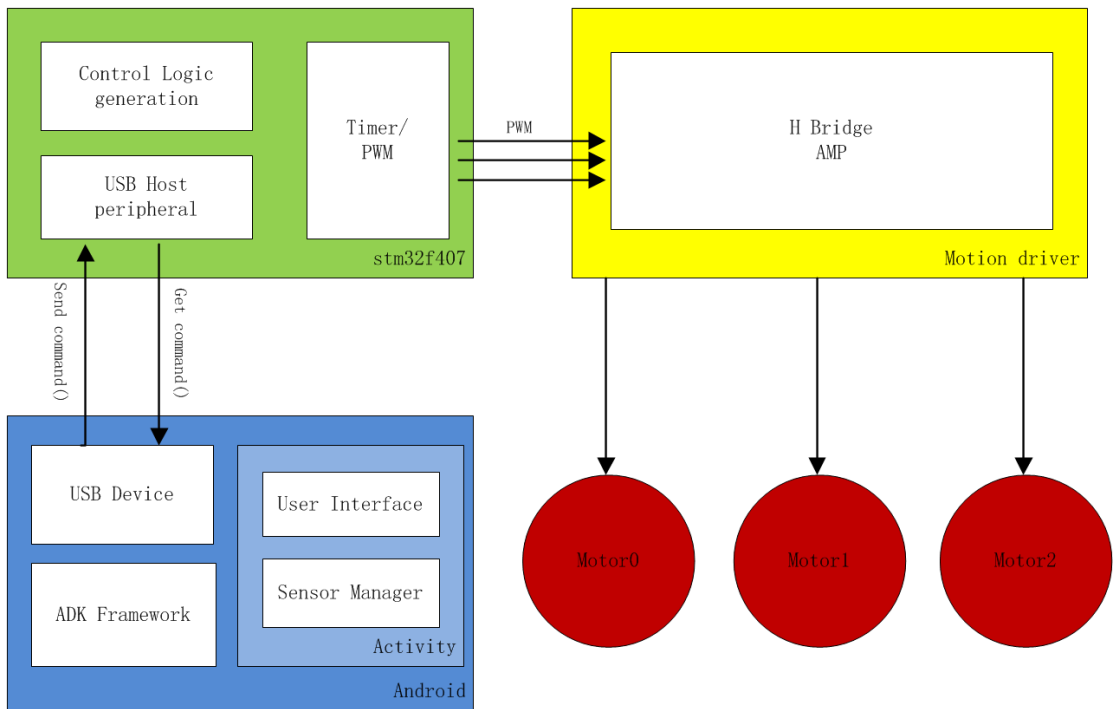 Control Logic
generation
USB Host
peripheral
Timer/
PWM
stm32f407
PWM
H Bridge
AMP
Motion driver
Send command()
Get command()
USB Device
ADK Framework
User Interface
Sensor Manager
Activity
Android
Motor0
Motor1
Motor2